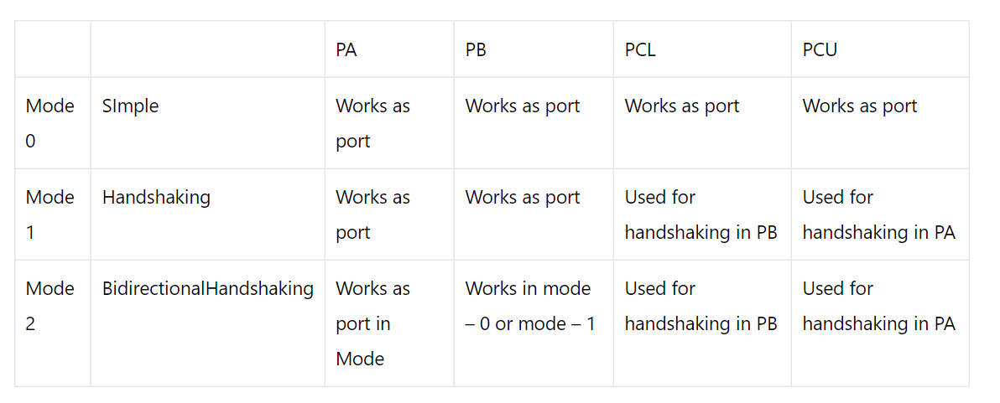 PA PB PCL PCU
Mode SImple Works as Works as port Works as port Works as port
0 port
Mode Handshaking Works as Works as port Used for Used for
1 port handshaking in PB handshaking in PA
Mode BidirectionalHandshaking Works as Works in mode Used for Used for
2 port in – 0 or mode – 1 handshaking in PB handshaking in PA
Mode